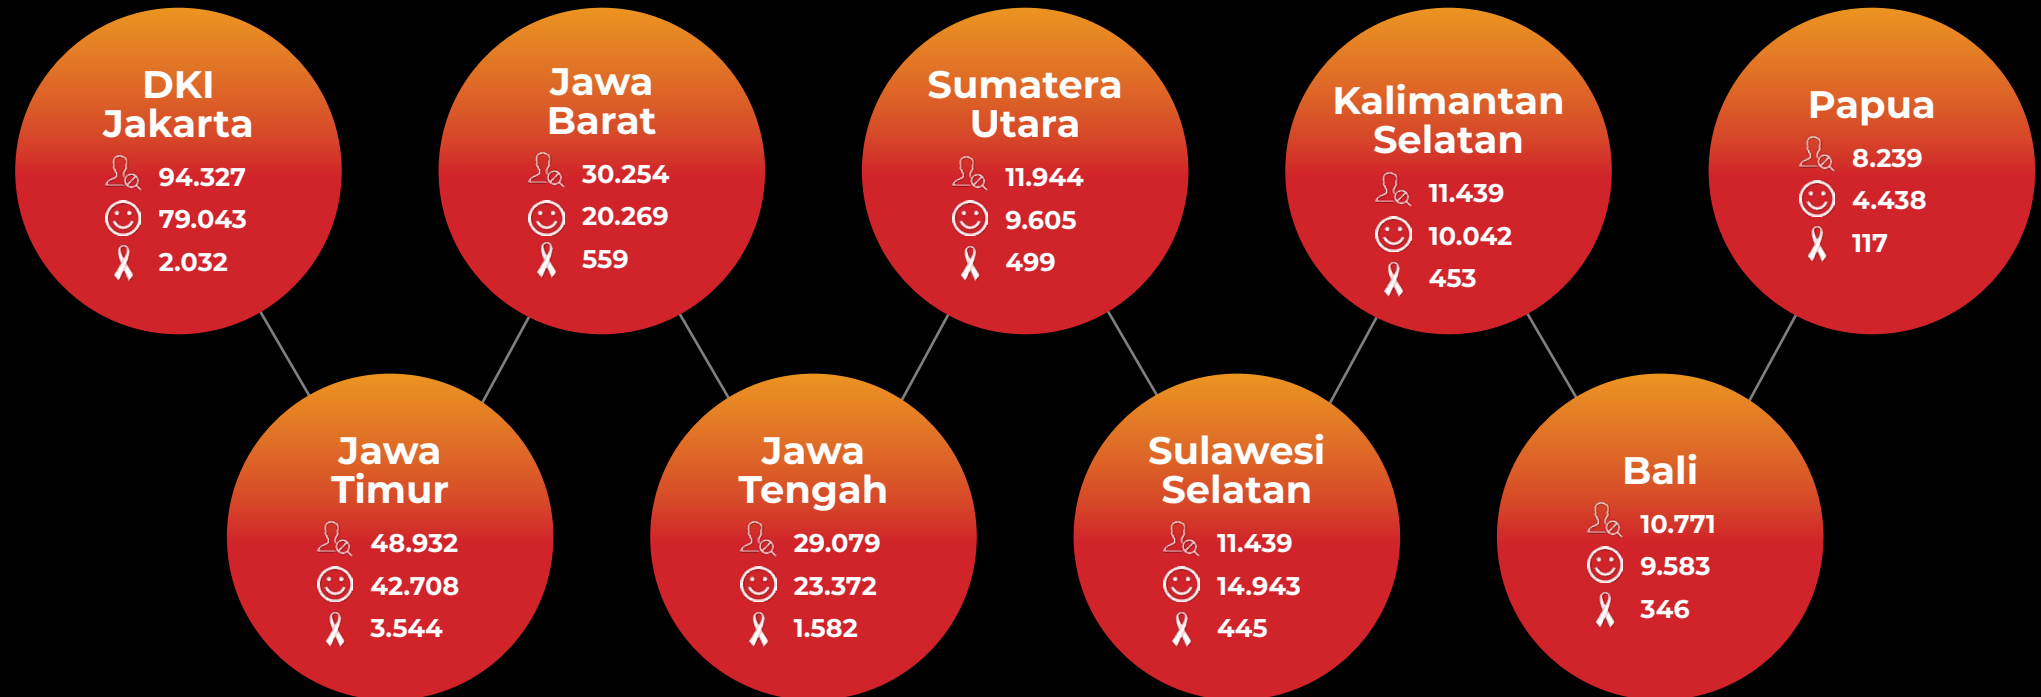 DKI
Jakarta
94.327
79.043
2.032
Jawa
Barat
30.254
20.269
559
Sumatera
Utara
11.944
9.605
499
Kalimantan
Selatan
11.439
10.042
453
Papua
8.239
4.438
117
Jawa
Timur
48.932
42.708
3.544
Jawa
Tengah
29.079
23.372
1.582
Sulawesi
Selatan
11.439
14.943
445
Bali
10.771
9.583
346